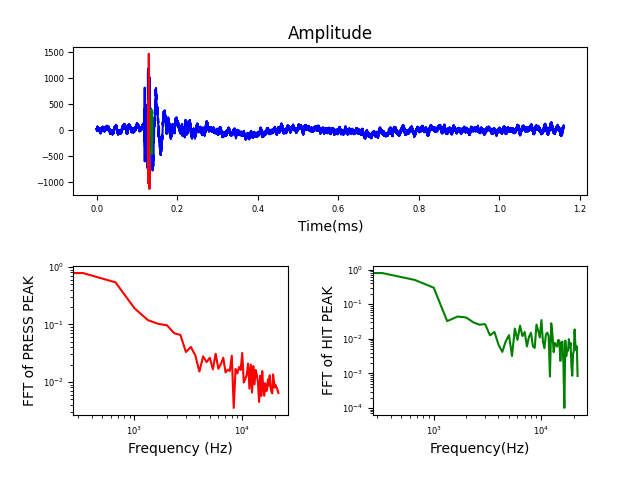 Amplitude
1500
1000
500
0
−500
−1000
0.0 0.2 0.4 0.6 0.8 1.0 1.2
Time(ms)
FFT of PRESS PEAK
10⁰
10⁻¹
10⁻²
10³ 10⁴
Frequency (Hz)
FFT of HIT PEAK
10⁰
10⁻¹
10⁻²
10⁻³
10⁻⁴
10³ 10⁴
Frequency(Hz)